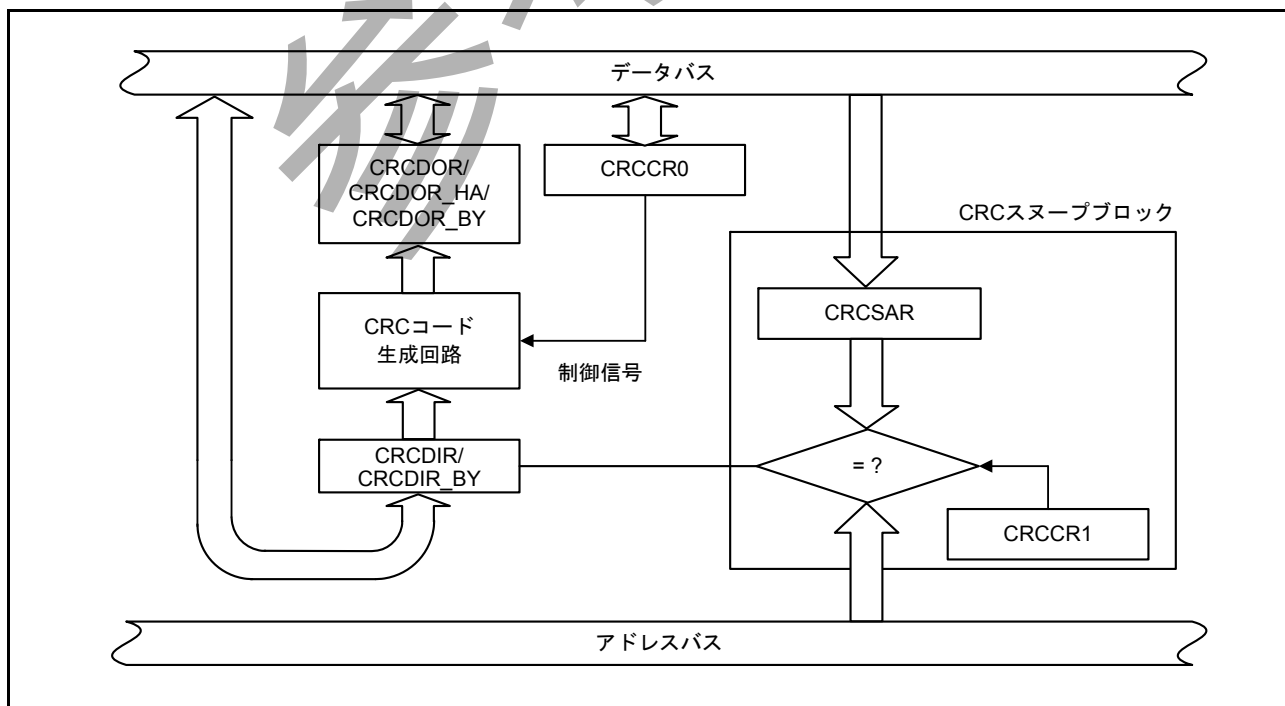 データバス
CRCDOR/
CRCDOR_HA/
CRCDOR_BY
CRCCR0
CRCスヌープブロック
CRCSAR
CRCコード
生成回路
制御信号
CRCDIR/
CRCDIR_BY
= ?
CRCCR1
アドレスバス